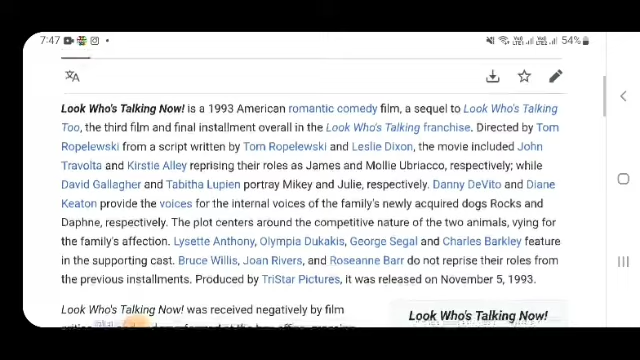 7:47
54%
Look Who's Talking Now! is a 1993 American romantic comedy film, a sequel to Look Who's Talking
Too, the third film and final installment overall in the Look Who's Talking franchise. Directed by Tom
Ropelewski from a script written by Tom Ropelewski and Leslie Dixon, the movie included John
Travolta and Kirstie Alley reprising their roles as James and Mollie Ubriacco, respectively; while
David Gallagher and Tabitha Lupien portray Mikey and Julie, respectively. Danny DeVito and Diane
Keaton provide the voices for the internal voices of the family's newly acquired dogs Rocks and
Daphne, respectively. The plot centers around the competitive nature of the two animals, vying for
the family's affection. Lysette Anthony, Olympia Dukakis, George Segal and Charles Barkley feature
in the supporting cast. Bruce Willis, Joan Rivers, and Roseanne Barr do not reprise their roles from
the previous installments. Produced by TriStar Pictures, it was released on November 5, 1993.
Look Who's Talking Now! was received negatively by film
Look Who's Talking Now!